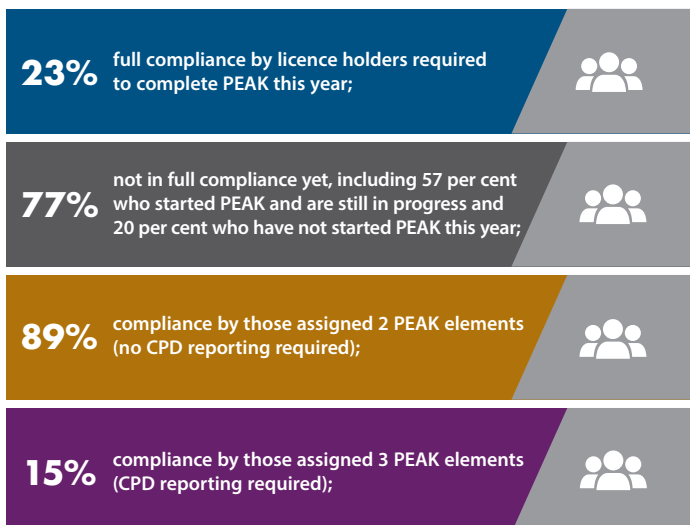 23%
full compliance by licence holders required
to complete PEAK this year;
77%
not in full compliance yet, including 57 per cent
who started PEAK and are still in progress and
20 per cent who have not started PEAK this year;
89%
compliance by those assigned 2 PEAK elements
(no CPD reporting required);
15%
compliance by those assigned 3 PEAK elements
(CPD reporting required);